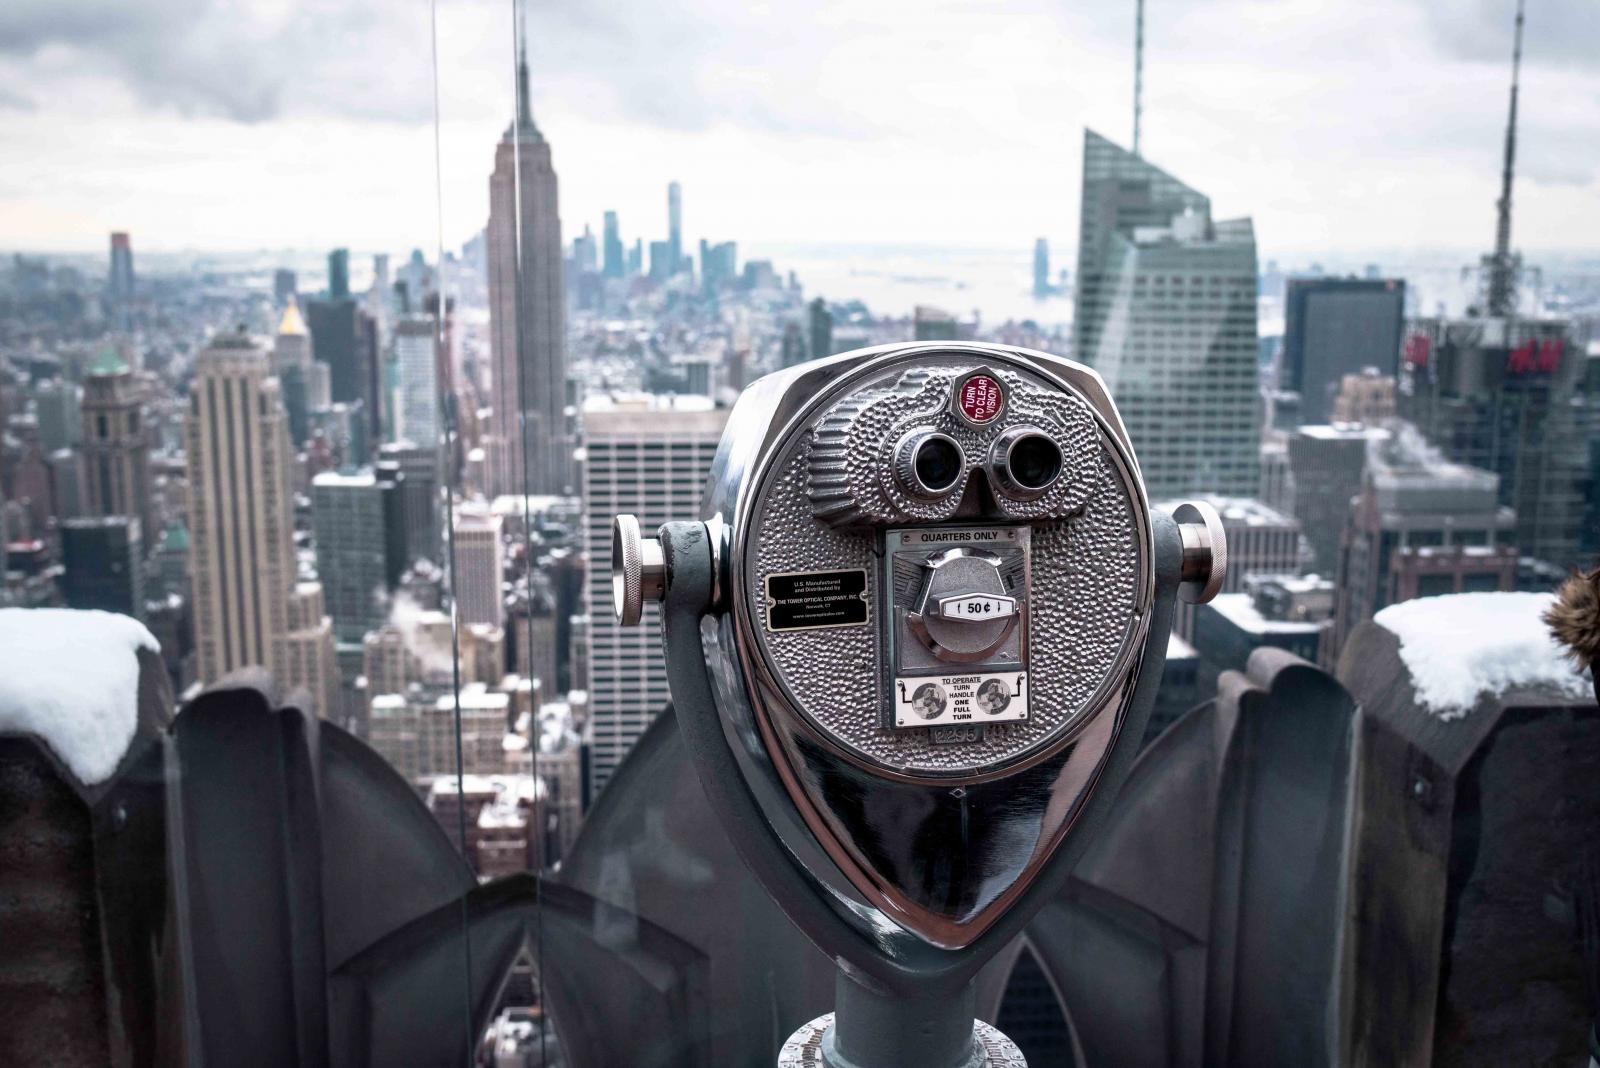 TURN
TO CLEAR
VISION
QUARTERS ONLY
50¢
U.S. Manufactured
and Distributed by
THE TOWER OPTICAL COMPANY, INC.
Norwalk, CT
TO OPERATE
TURN
HANDLE
ONE
FULL
TURN
2295
H&M